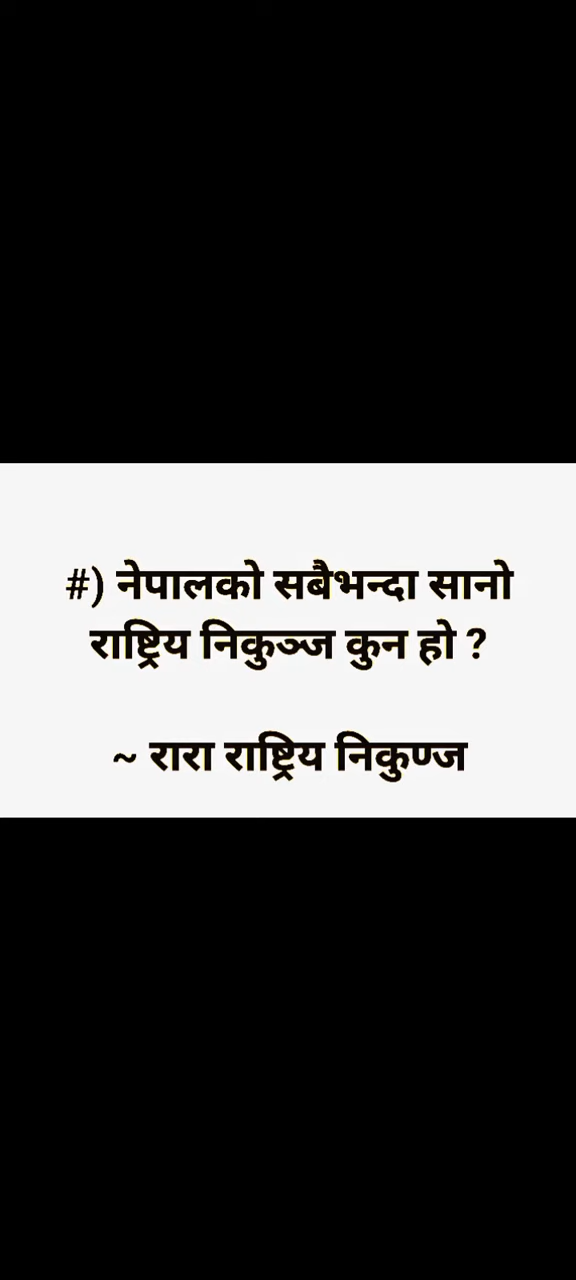 #) नेपालको सबैभन्दा सानो
राष्ट्रिय निकुञ्ज कुन हो ?
~ रारा राष्ट्रिय निकुण्ज